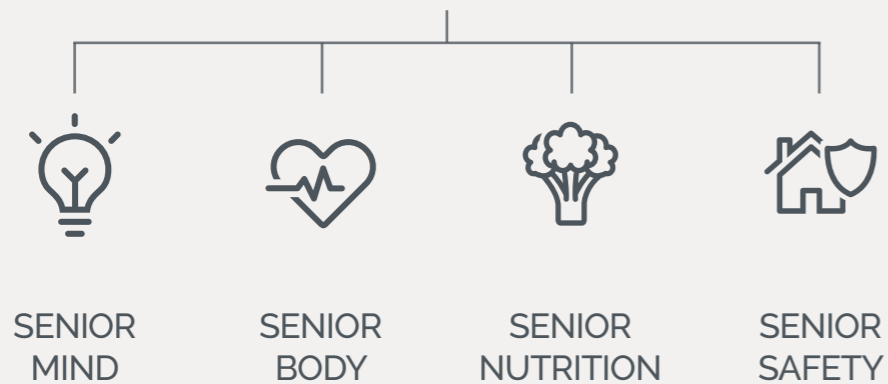 SENIOR
MIND
SENIOR
BODY
SENIOR
NUTRITION
SENIOR
SAFETY